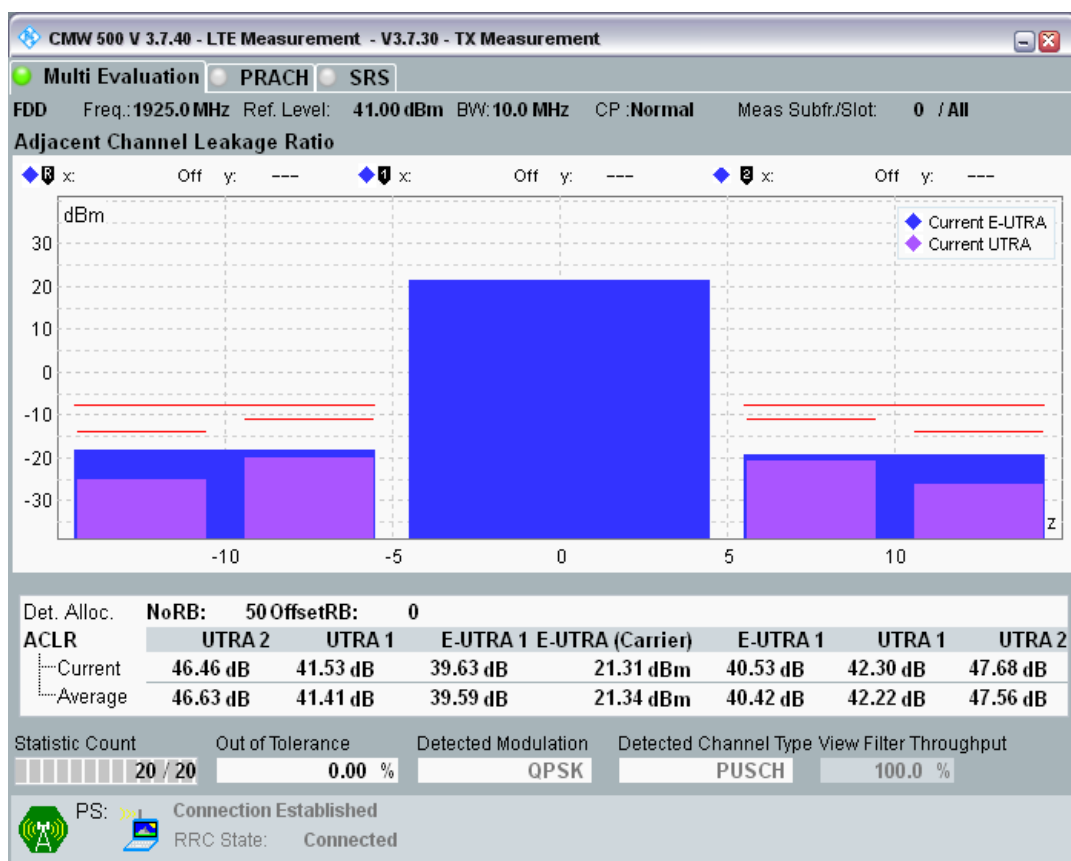 CMW 500 V 3.7.40 - LTE Measurement - V3.7.30 - TX Measurement
Multi Evaluation PRACH SRS
FDD Freq.: 1925.0 MHz Ref. Level: 41.00 dBm BW: 10.0 MHz CP :Normal Meas Subfr./Slot: 0 / All
Adjacent Channel Leakage Ratio
R x: Off y: --- 1 x: Off y: --- 2 x: Off y: ---
dBm
Current E-UTRA
Current UTRA
30
20
10
0
-10
-20
-30
z
-10 -5 0 5 10
Det. Alloc. NoRB: 50 OffsetRB: 0
ACLR UTRA 2 UTRA 1 E-UTRA 1 E-UTRA (Carrier) E-UTRA 1 UTRA 1 UTRA 2
Current 46.46 dB 41.53 dB 39.63 dB 21.31 dBm 40.53 dB 42.30 dB 47.68 dB
Average 46.63 dB 41.41 dB 39.59 dB 21.34 dBm 40.42 dB 42.22 dB 47.56 dB
Statistic Count Out of Tolerance Detected Modulation Detected Channel Type View Filter Throughput
20 / 20 0.00 % QPSK PUSCH 100.0 %
PS: Connection Established
RRC State: Connected